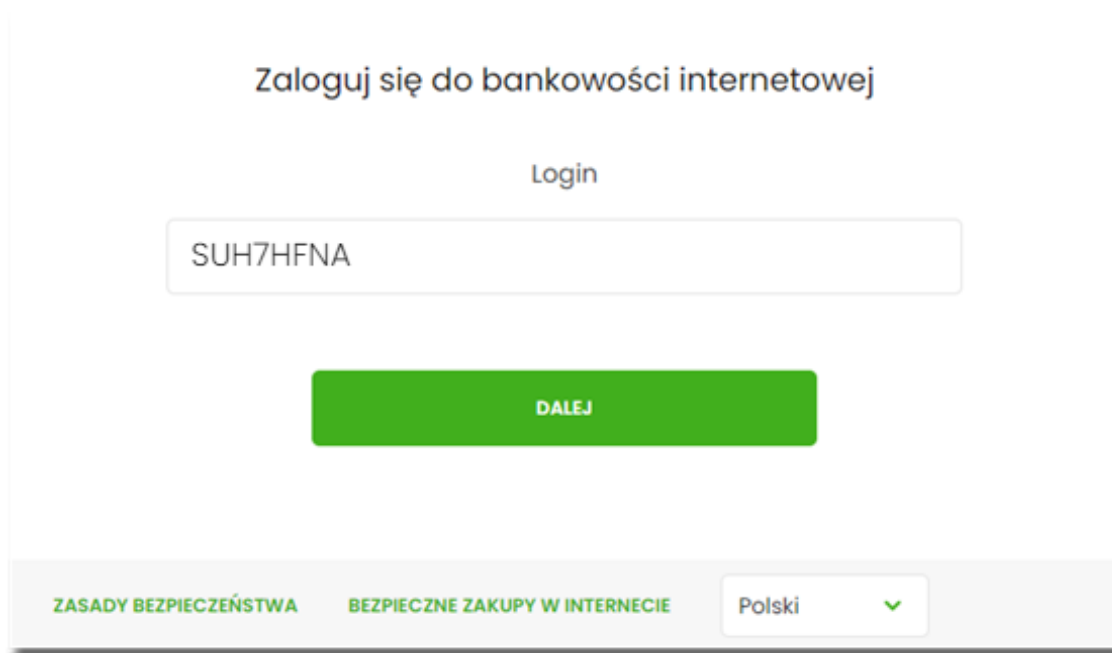 Zaloguj się do bankowości internetowej
Login
SUH7HFNA
DALEJ
ZASADY BEZPIECZEŃSTWA BEZPIECZNE ZAKUPY W INTERNECIE Polski